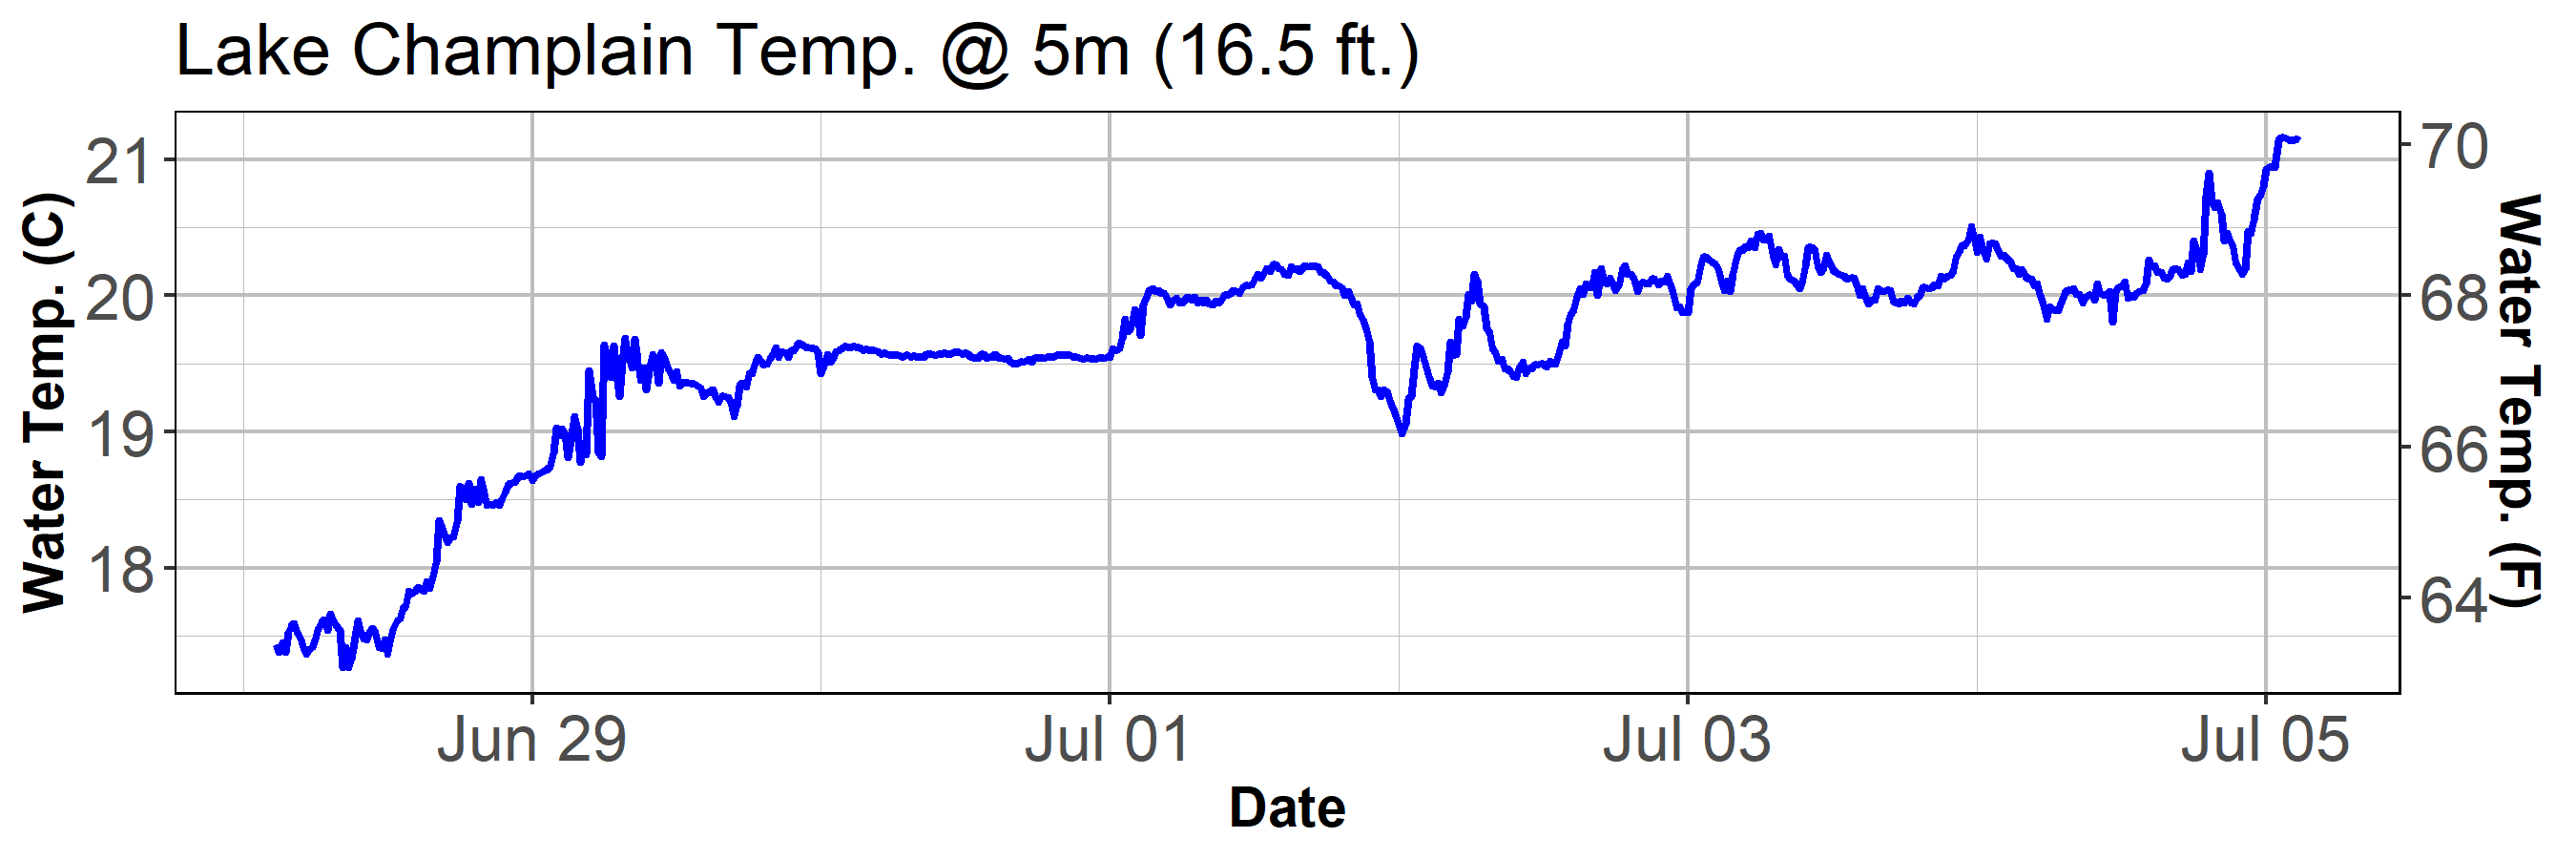 Lake Champlain Temp. @ 5m (16.5 ft.)
Water Temp. (C)
21
20
19
18
70
68
66
64
Water Temp. (F)
Jun 29
Jul 01
Jul 03
Jul 05
Date